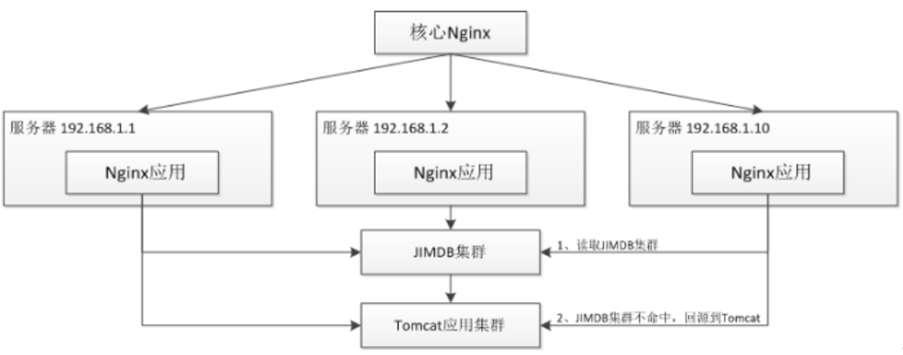 核心Nginx
服务器 192.168.1.1
服务器 192.168.1.2
服务器 192.168.1.10
Nginx应用
Nginx应用
Nginx应用
JIMDB集群
1、读取JIMDB集群
Tomcat应用集群
2、JIMDB集群不命中，回源到Tomcat